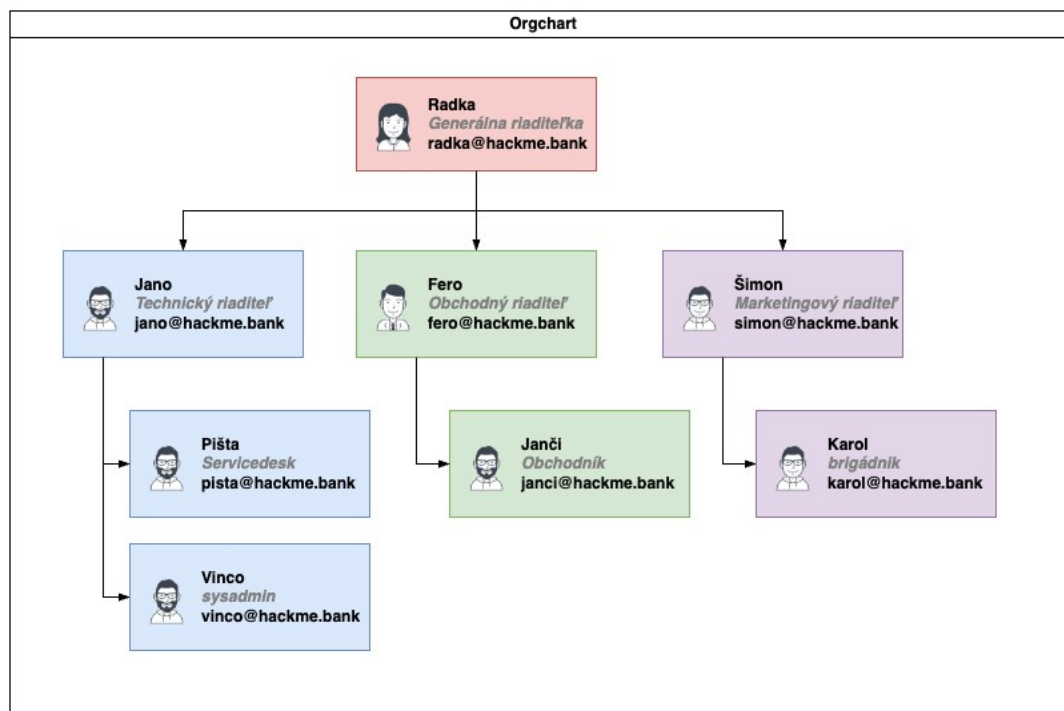 Orgchart
Radka
Generálna riaditeľka
radka@hackme.bank
Jano
Technický riaditeľ
jano@hackme.bank
Fero
Obchodný riaditeľ
fero@hackme.bank
Šimon
Marketingový riaditeľ
simon@hackme.bank
Pišta
Servicedesk
pista@hackme.bank
Janči
Obchodník
janci@hackme.bank
Karol
brigádnik
karol@hackme.bank
Vinco
sysadmin
vinco@hackme.bank